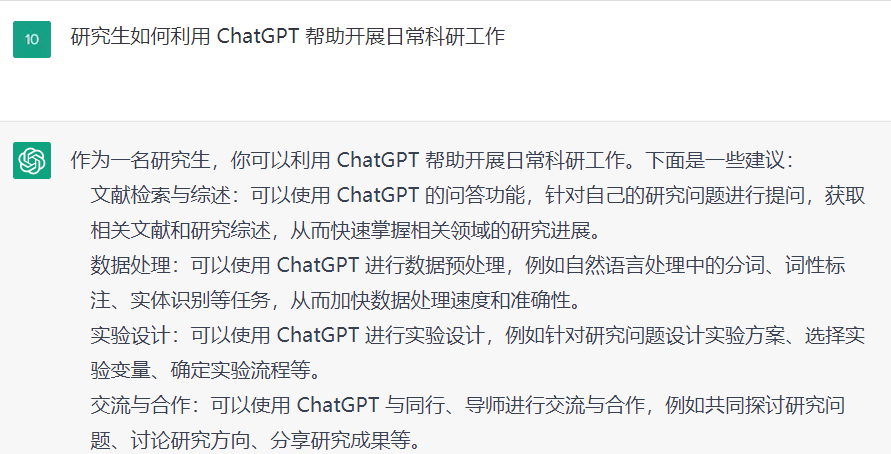 10
研究生如何利用 ChatGPT 帮助开展日常科研工作
作为一名研究生，你可以利用 ChatGPT 帮助开展日常科研工作。下面是一些建议：
文献检索与综述：可以使用 ChatGPT 的问答功能，针对自己的研究问题进行提问，获取
相关文献和研究综述，从而快速掌握相关领域的研究进展。
数据处理：可以使用 ChatGPT 进行数据预处理，例如自然语言处理中的分词、词性标
注、实体识别等任务，从而加快数据处理速度和准确性。
实验设计：可以使用 ChatGPT 进行实验设计，例如针对研究问题设计实验方案、选择实
验变量、确定实验流程等。
交流与合作：可以使用 ChatGPT 与同行、导师进行交流与合作，例如共同探讨研究问
题、讨论研究方向、分享研究成果等。